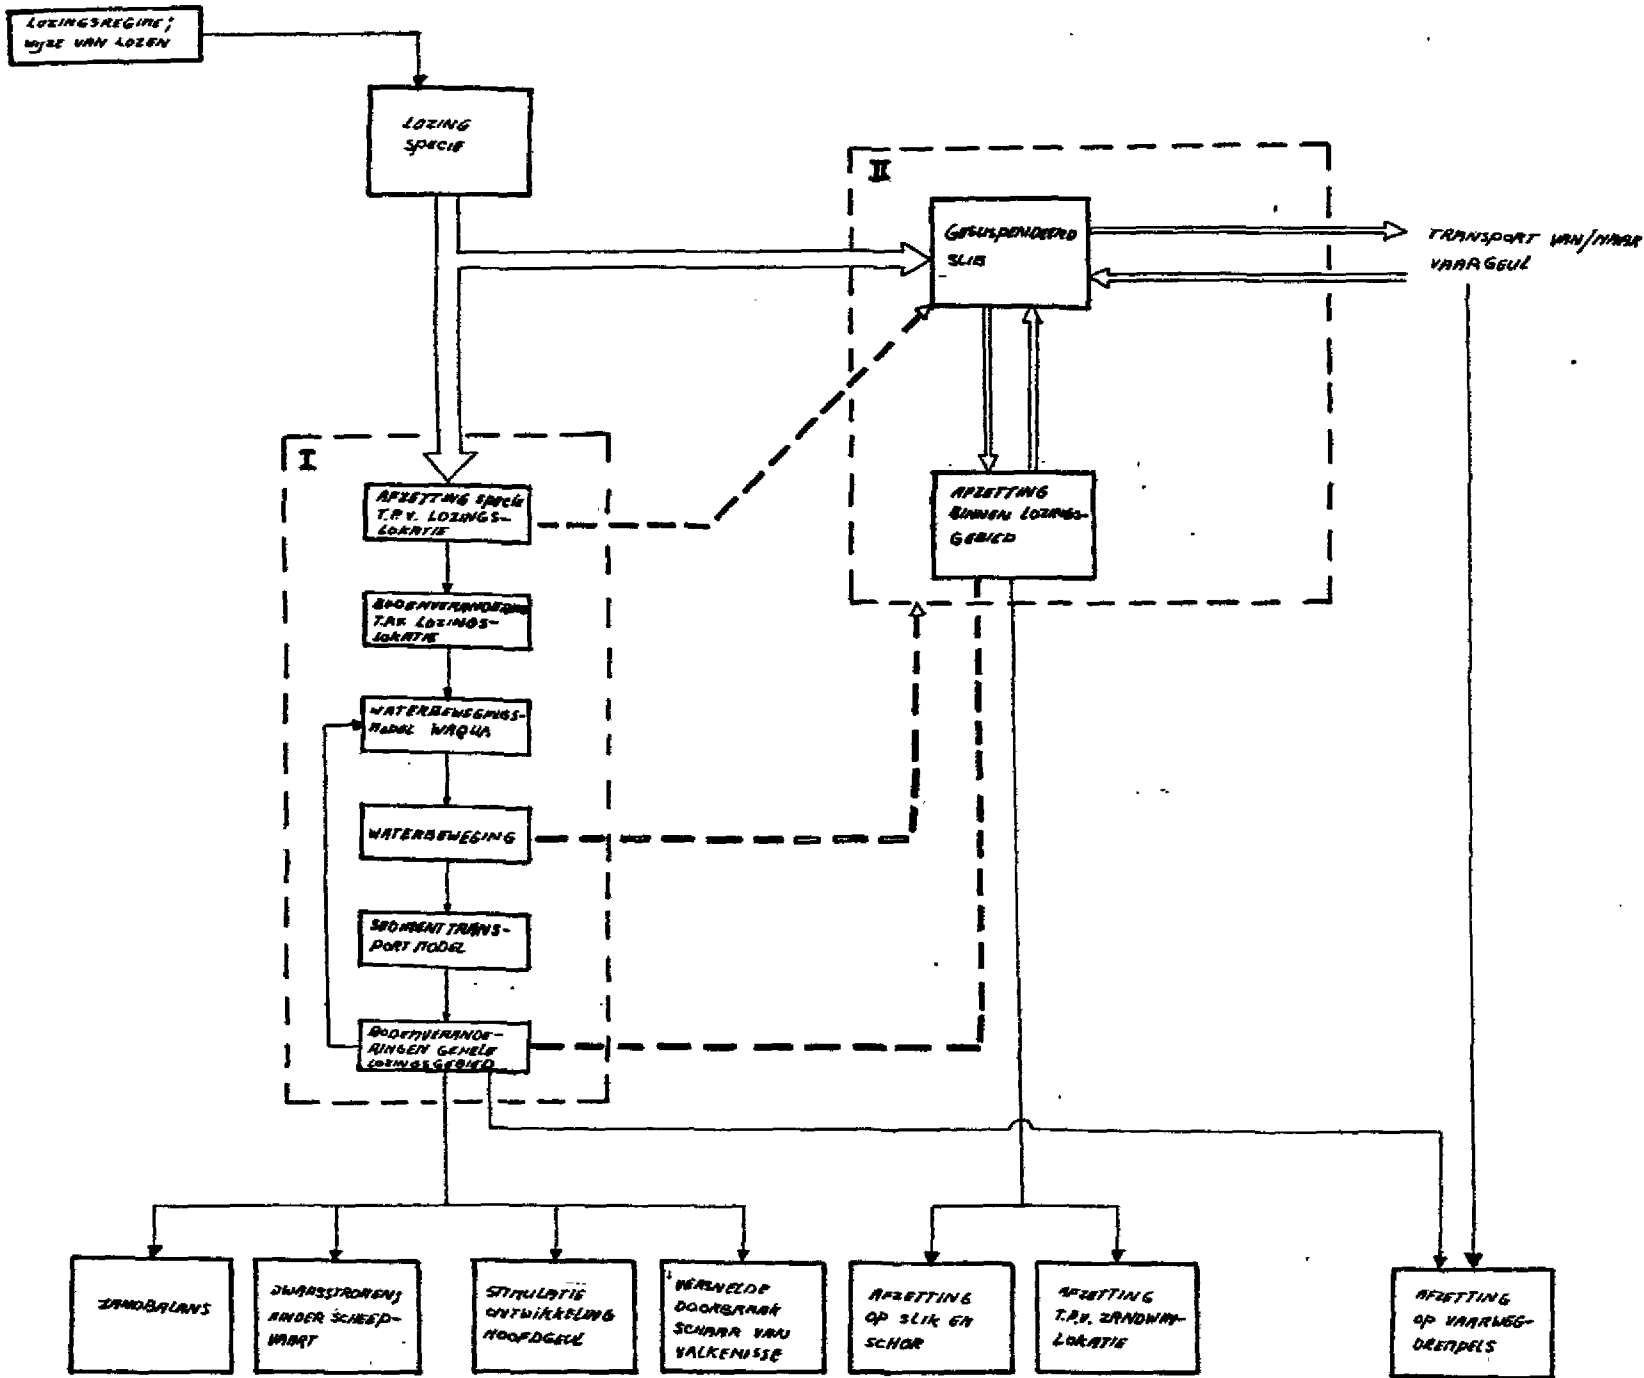 LOZINGSREGIME;
WIJZE VAN LOZEN
LOZING
SPECIE
II
GESUSPENDEERD
SLIB
TRANSPORT VAN/NAAR
VAARGEUL
I
AFZETTING SPECIE
T.P.V. LOZINGS-
LOKATIE
AFZETTING
BINNEN LOZINGS-
GEBIED
BODEMVERANDERING
T.P.V. LOZINGS-
LOKATIE
WATERBEWEGINGS-
MODEL WAQUA
WATERBEWEGING
SEDIMENTTRANS-
PORT MODEL
BODEMVERANDE-
RINGEN GEHELE
LOZINGSGEBIED
ZANDBALANS
DWARSSTROMEN;
HINDER SCHEEP-
VAART
STIMULATIE
ONTWIKKELING
HOOFDGEUL
VERSNELDE
DOORBRAAK
SCHAAR VAN
VALKENISSE
AFZETTING
OP SLIK EN
SCHOR
AFZETTING
T.P.V. ZANDWIN-
LOKATIE
AFZETTING
OP VAARWEG-
DREMPELS